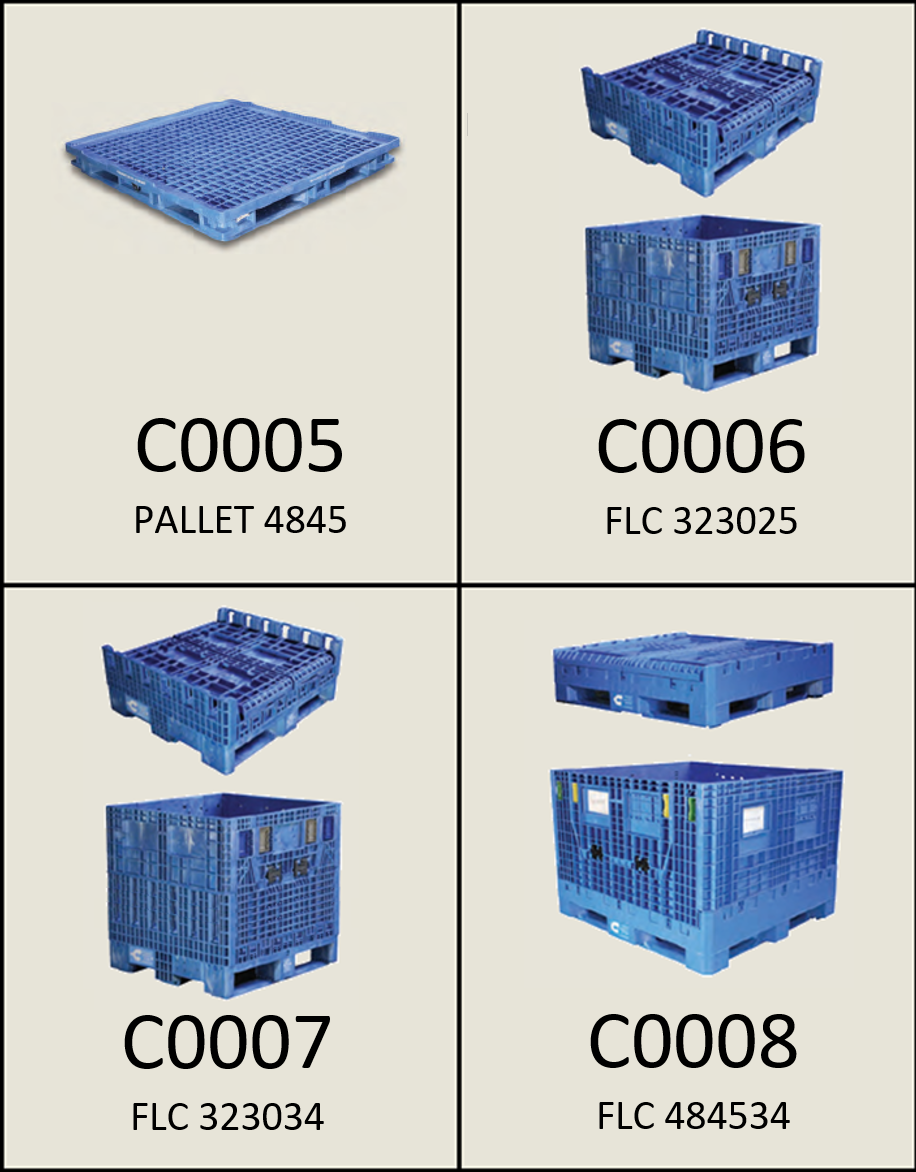 C0005
PALLET 4845
C0006
FLC 323025
C0007
FLC 323034
C0008
FLC 484534